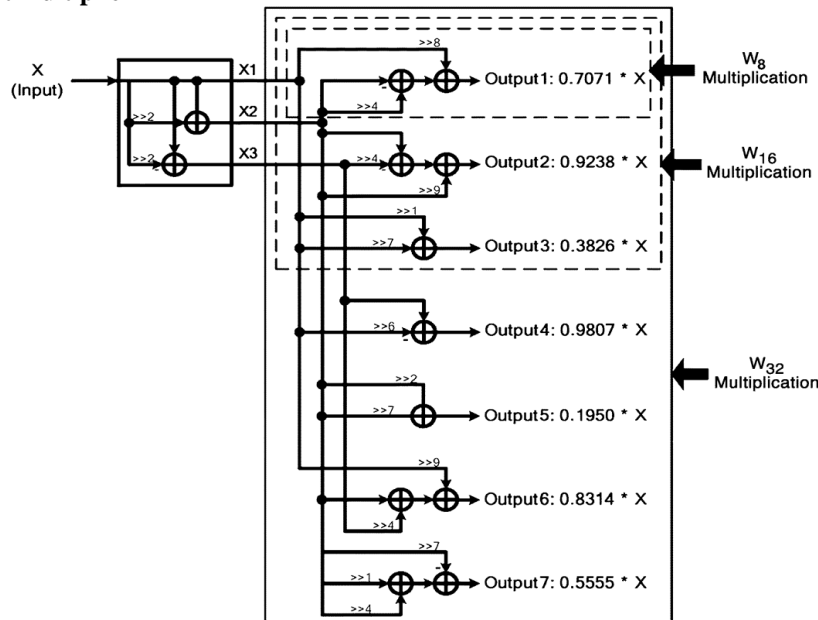 X
(Input)
X1
X2
X3
>>2
>>2
-
>>8
-
>>4
Output1: 0.7071 * X
>>4
-
>>9
Output2: 0.9238 * X
>>1
>>7
Output3: 0.3826 * X
>>6
-
Output4: 0.9807 * X
>>2
>>7
Output5: 0.1950 * X
>>9
>>4
Output6: 0.8314 * X
>>7
-
>>1
>>4
Output7: 0.5555 * X
W8
Multiplication
W16
Multiplication
W32
Multiplication